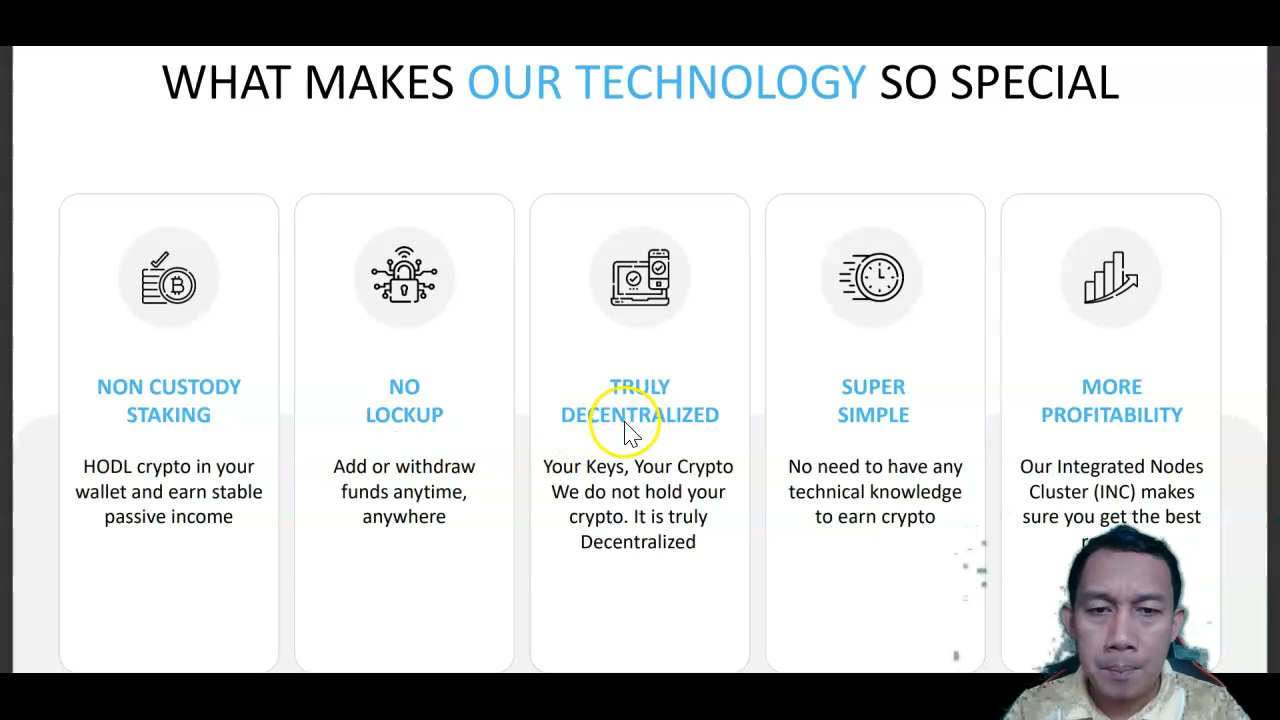 WHAT MAKES OUR TECHNOLOGY SO SPECIAL
NON CUSTODY
STAKING
HODL crypto in your
wallet and earn stable
passive income
NO
LOCKUP
Add or withdraw
funds anytime,
anywhere
TRULY
DECENTRALIZED
Your Keys, Your Crypto
We do not hold your
crypto. It is truly
Decentralized
SUPER
SIMPLE
No need to have any
technical knowledge
to earn crypto
MORE
PROFITABILITY
Our Integrated Nodes
Cluster (INC) makes
sure you get the best